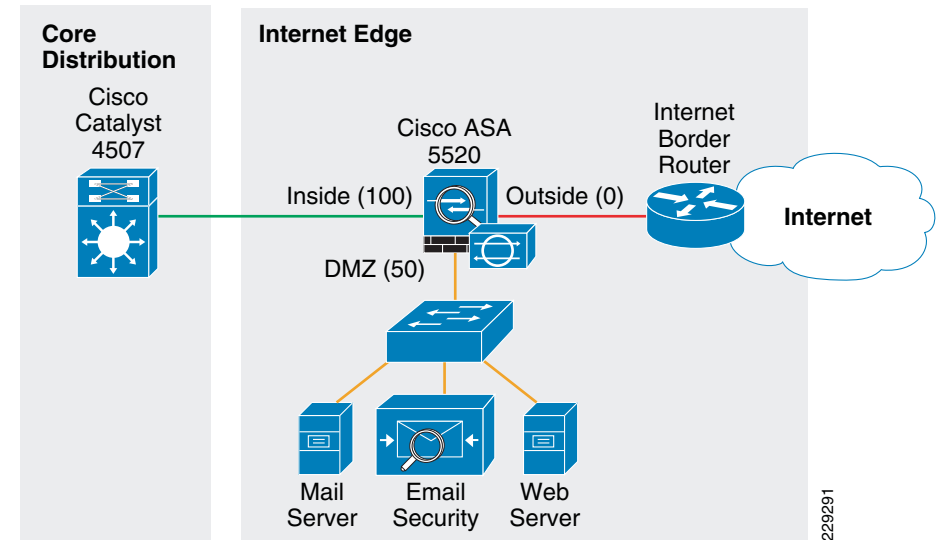 Core
Distribution
Cisco
Catalyst
4507
Internet Edge
Cisco ASA
5520
Inside (100)
Outside (0)
DMZ (50)
Internet
Border
Router
Internet
Mail
Server
Email
Security
Web
Server
229291